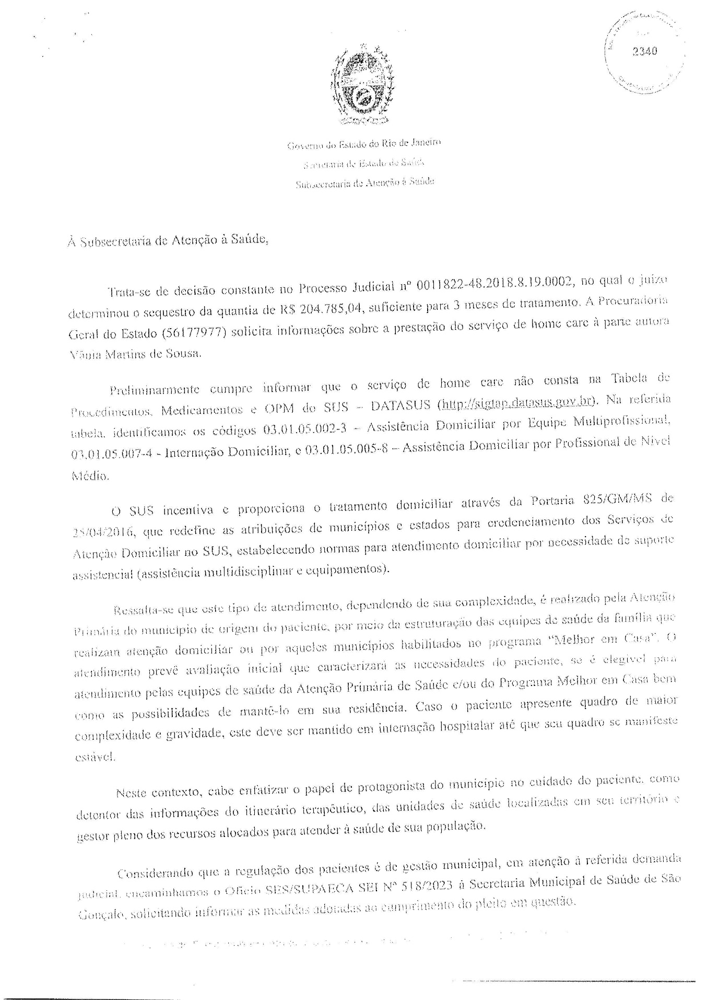 2340
Governo do Estado do Rio de Janeiro
Secretaria de Estado de Saúde
Subsecretaria de Atenção à Saúde
À Subsecretaria de Atenção à Saúde,
Trata-se de decisão constante no Processo Judicial nº 0011822-48.2018.8.19.0002, no qual o juízo
determinou o sequestro da quantia de R$ 204.785,04, suficiente para 3 meses de tratamento. A Procuradoria
Geral do Estado (56177977) solicita informações sobre a prestação do serviço de home care à parte autora
Vânia Martins de Sousa.
Preliminarmente cumpre informar que o serviço de home care não consta na Tabela de
Procedimentos, Medicamentos e OPM do SUS – DATASUS (http://sigtap.datasus.gov.br). Na referida
tabela, identificamos os códigos 03.01.05.002-3 – Assistência Domiciliar por Equipe Multiprofissional,
03.01.05.007-4 - Internação Domiciliar, e 03.01.05.005-8 – Assistência Domiciliar por Profissional de Nível
Médio.
O SUS incentiva e proporciona o tratamento domiciliar através da Portaria 825/GM/MS de
25/04/2016, que redefine as atribuições de municípios e estados para credenciamento dos Serviços de
Atenção Domiciliar no SUS, estabelecendo normas para atendimento domiciliar por necessidade de suporte
assistencial (assistência multidisciplinar e equipamentos).
Ressalta-se que este tipo de atendimento, dependendo de sua complexidade, é realizado pela Atenção
Primária do município de origem do paciente, por meio da estruturação das equipes de saúde da família que
realizam atenção domiciliar ou por aqueles municípios habilitados no programa “Melhor em Casa”. O
atendimento prevê avaliação inicial que caracterizará as necessidades do paciente, se é elegível para
atendimento pelas equipes de saúde da Atenção Primária de Saúde e/ou do Programa Melhor em Casa bem
como as possibilidades de mantê-lo em sua residência. Caso o paciente apresente quadro de maior
complexidade e gravidade, este deve ser mantido em internação hospitalar até que seu quadro se manifeste
estável.
Neste contexto, cabe enfatizar o papel de protagonista do município no cuidado do paciente, como
detentor das informações do itinerário terapêutico, das unidades de saúde localizadas em seu território e
gestor pleno dos recursos alocados para atender à saúde de sua população.
Considerando que a regulação dos pacientes é de gestão municipal, em atenção à referida demanda
judicial, encaminhamos o Ofício SES/SUPAECA SEI Nº 518/2023 à Secretaria Municipal de Saúde de São
Gonçalo, solicitando informar as medidas adotadas ao cumprimento do pleito em questão.